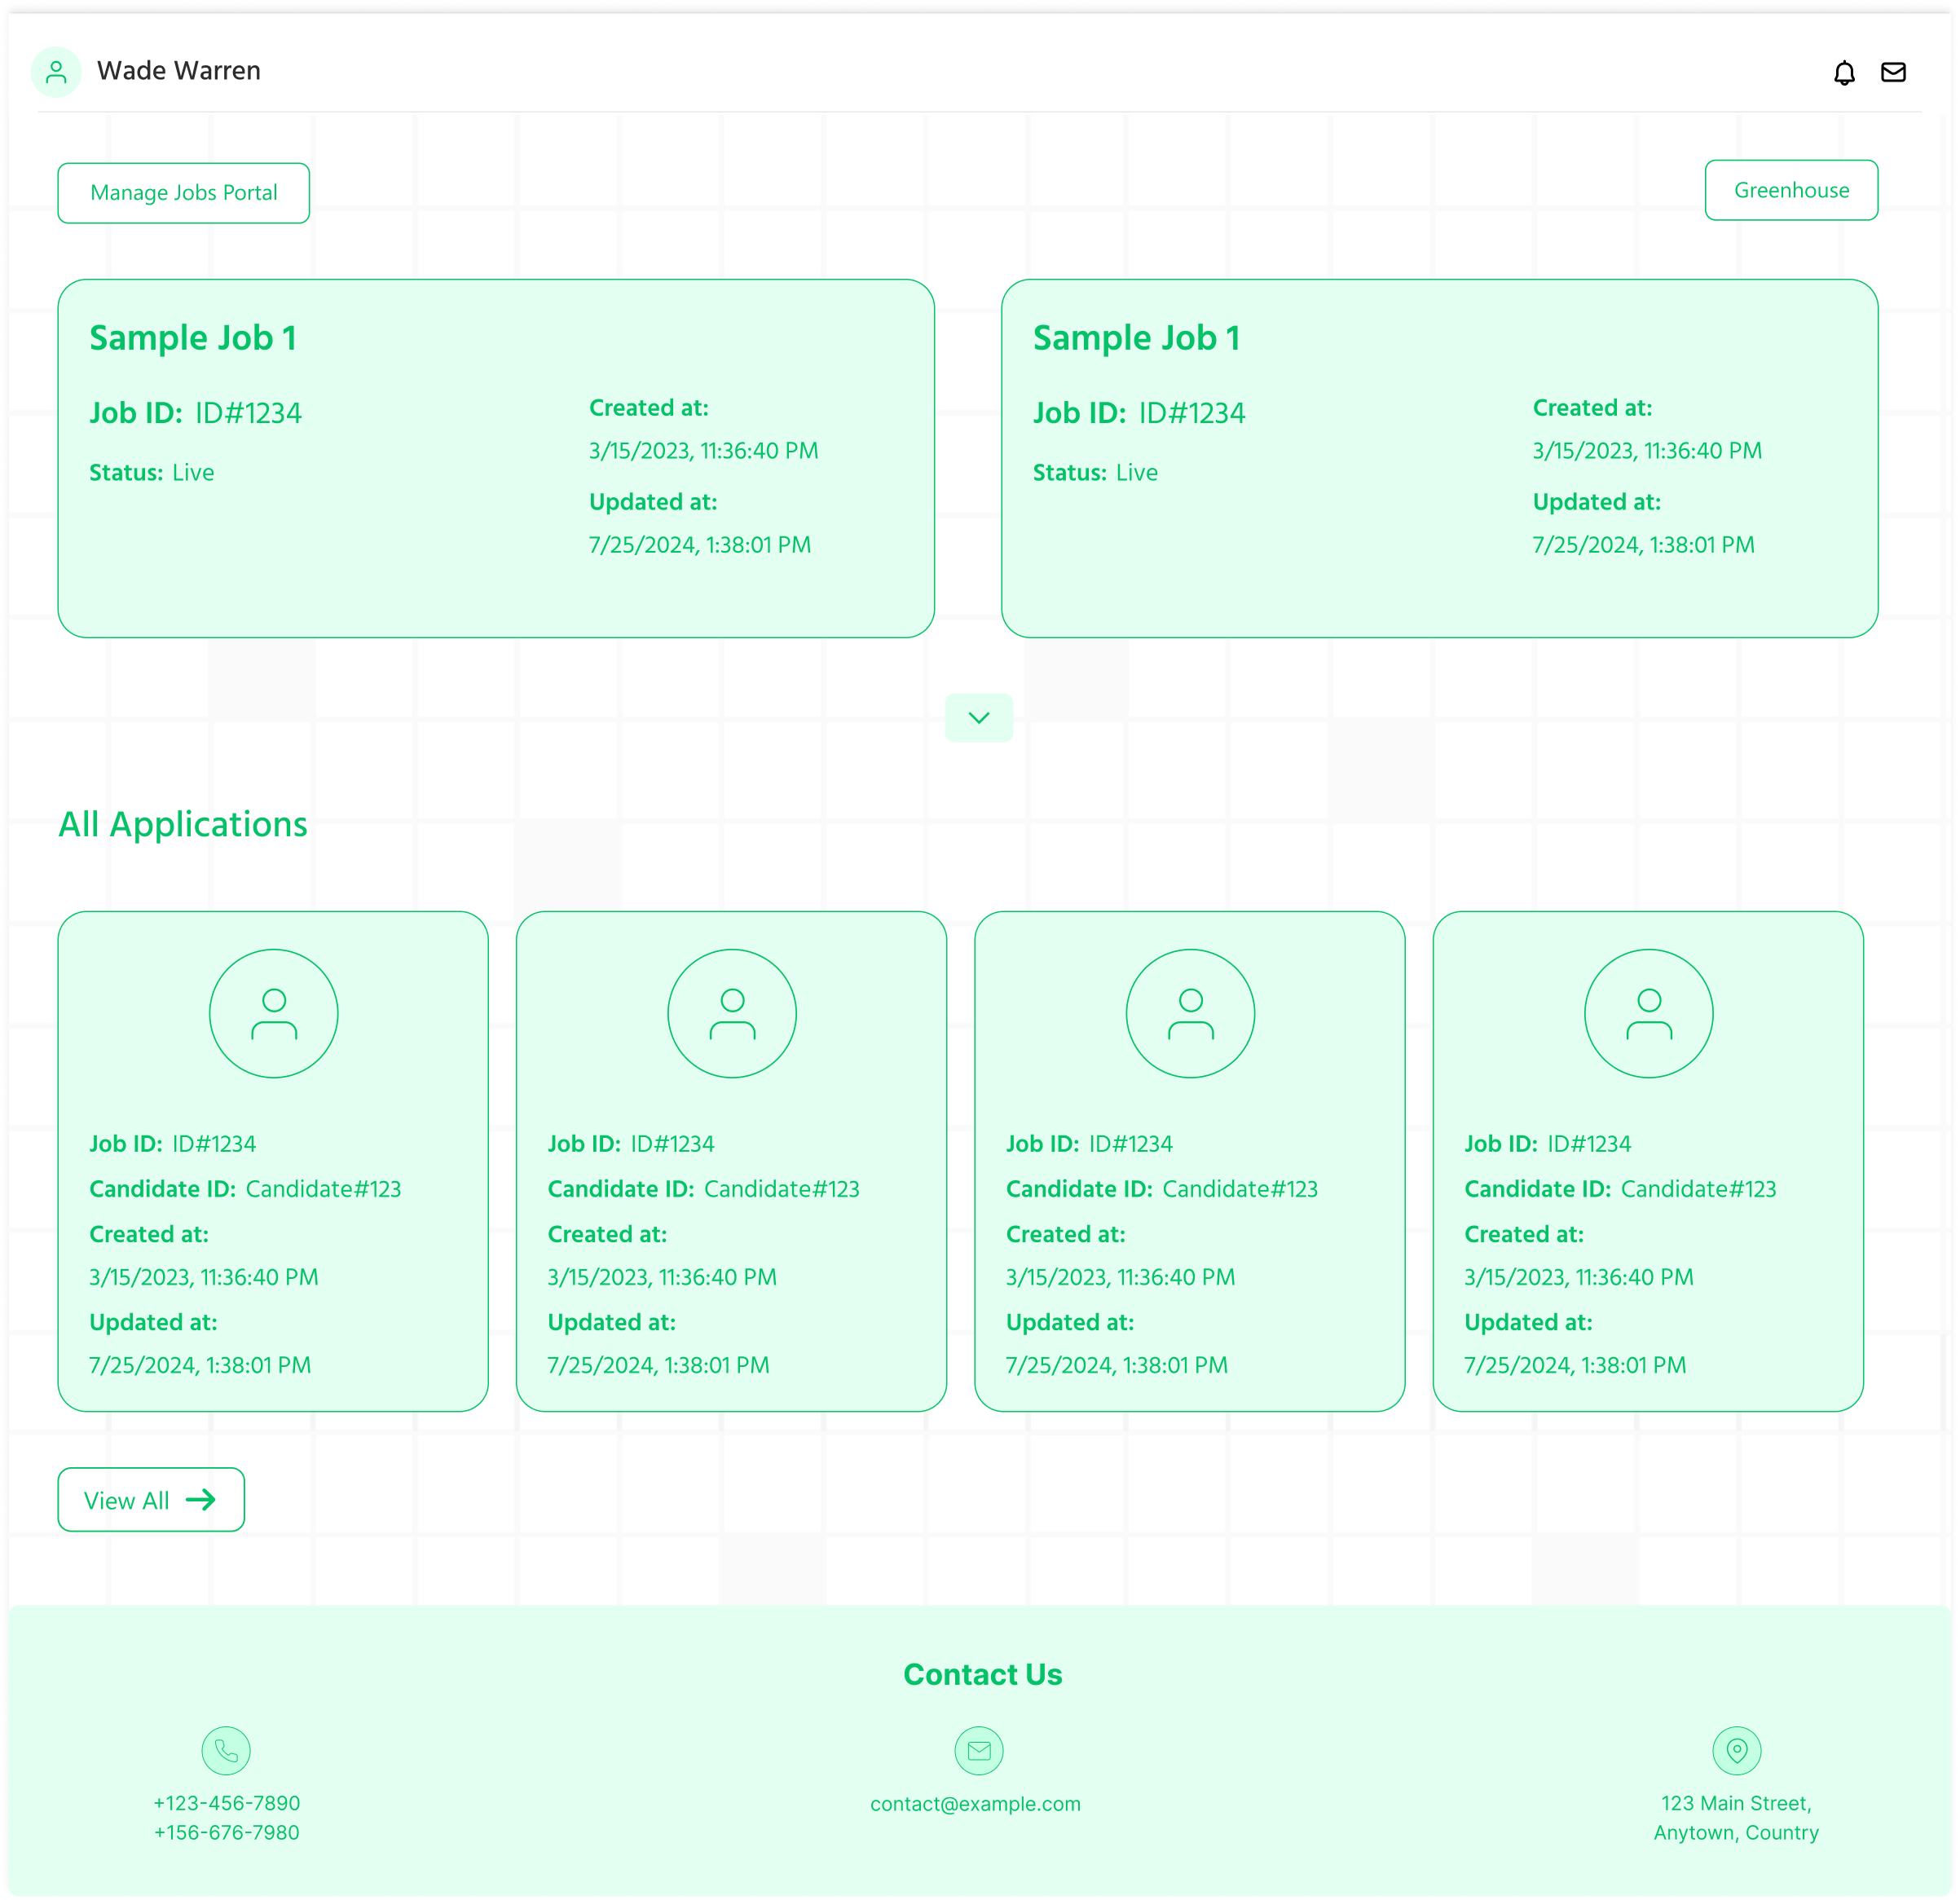 Wade Warren
Manage Jobs Portal
Greenhouse
Sample Job 1
Job ID: ID#1234
Status: Live
Created at:
3/15/2023, 11:36:40 PM
Updated at:
7/25/2024, 1:38:01 PM
Sample Job 1
Job ID: ID#1234
Status: Live
Created at:
3/15/2023, 11:36:40 PM
Updated at:
7/25/2024, 1:38:01 PM
All Applications
Job ID: ID#1234
Candidate ID: Candidate#123
Created at:
3/15/2023, 11:36:40 PM
Updated at:
7/25/2024, 1:38:01 PM
Job ID: ID#1234
Candidate ID: Candidate#123
Created at:
3/15/2023, 11:36:40 PM
Updated at:
7/25/2024, 1:38:01 PM
Job ID: ID#1234
Candidate ID: Candidate#123
Created at:
3/15/2023, 11:36:40 PM
Updated at:
7/25/2024, 1:38:01 PM
Job ID: ID#1234
Candidate ID: Candidate#123
Created at:
3/15/2023, 11:36:40 PM
Updated at:
7/25/2024, 1:38:01 PM
View All
Contact Us
+123-456-7890
+156-676-7980
contact@example.com
123 Main Street,
Anytown, Country